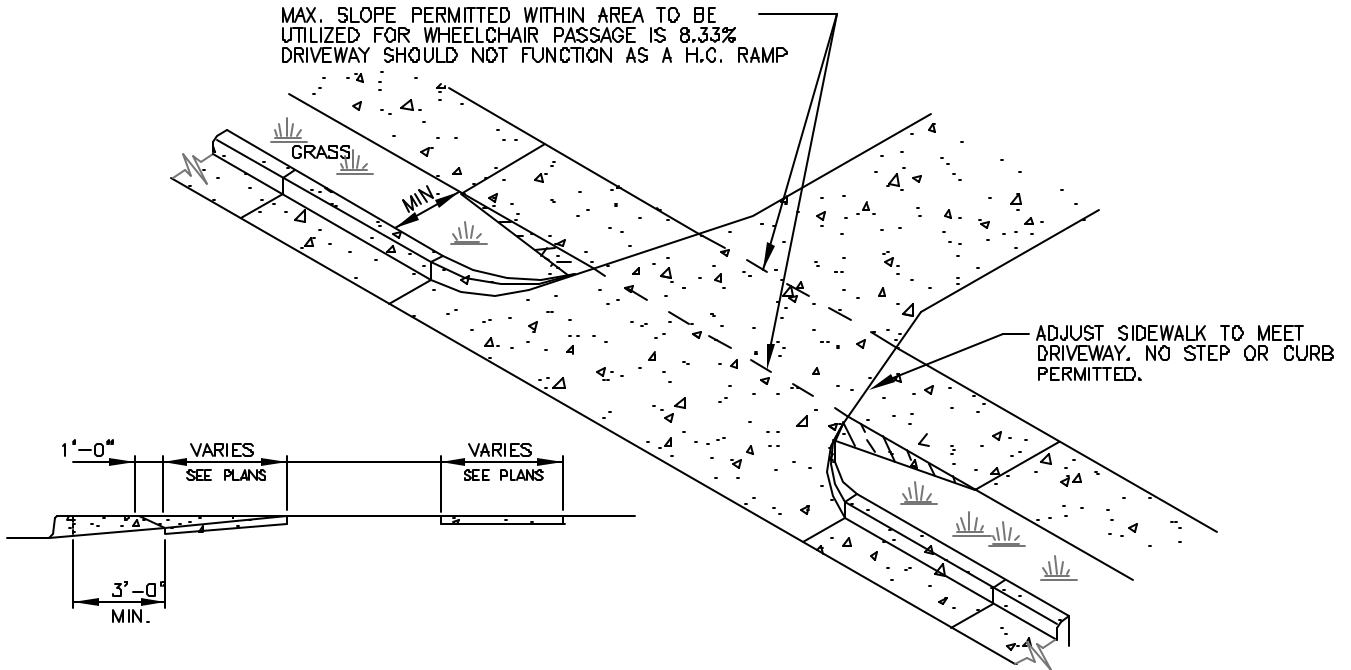 MAX. SLOPE PERMITTED WITHIN AREA TO BE
UTILIZED FOR WHEELCHAIR PASSAGE IS 8.33%
DRIVEWAY SHOULD NOT FUNCTION AS A H.C. RAMP
GRASS
MIN
ADJUST SIDEWALK TO MEET
DRIVEWAY. NO STEP OR CURB
PERMITTED.
1'-0"
VARIES
SEE PLANS
VARIES
SEE PLANS
3'-0"
MIN.